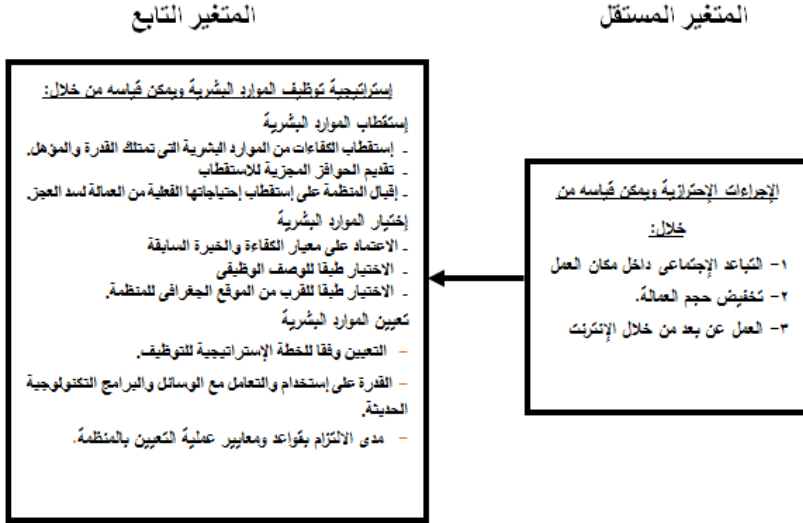 المتغير المستقل
المتغير التابع
الإجراءات الإحترازية ويمكن قياسه من
خلال:
١- التباعد الإجتماعى داخل مكان العمل
٢- تخفيض حجم العمالة.
٣- العمل عن بعد من خلال الإنترنت
إستراتيجية توظيف الموارد البشرية ويمكن قياسه من خلال:
إستقطاب الموارد البشرية
- إستقطاب الكفاءات من الموارد البشرية التى تمتلك القدرة والمؤهل.
- تقديم الحوافز المجزية للاستقطاب
- إقبال المنظمة على إستقطاب إحتياجاتها الفعلية من العمالة لسد العجز.
إختيار الموارد البشرية
- الاعتماد على معيار الكفاءة والخبرة السابقة
- الاختيار طبقا للوصف الوظيفى
- الاختيار طبقا للقرب من الموقع الجغرافى للمنظمة.
تعيين الموارد البشرية
- التعيين وفقا للخطة الإستراتيجية للتوظيف.
- القدرة على إستخدام والتعامل مع الوسائل والبرامج التكنولوجية
الحديثة.
- مدى الالتزام بقواعد ومعايير عملية التعيين بالمنظمة.